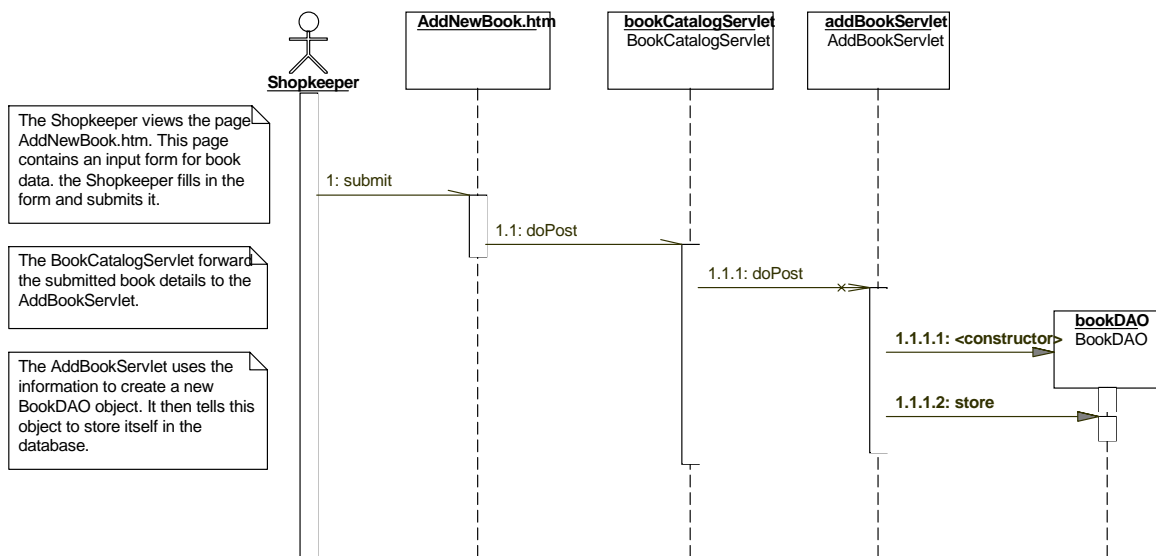 AddNewBook.htm
bookCatalogServlet
BookCatalogServlet
addBookServlet
AddBookServlet
Shopkeeper
The Shopkeeper views the page
AddNewBook.htm. This page
contains an input form for book
data. the Shopkeeper fills in the
form and submits it.
1: submit
1.1: doPost
The BookCatalogServlet forward
the submitted book details to the
AddBookServlet.
1.1.1: doPost
bookDAO
BookDAO
1.1.1.1: <constructor>
The AddBookServlet uses the
information to create a new
BookDAO object. It then tells this
object to store itself in the
database.
1.1.1.2: store